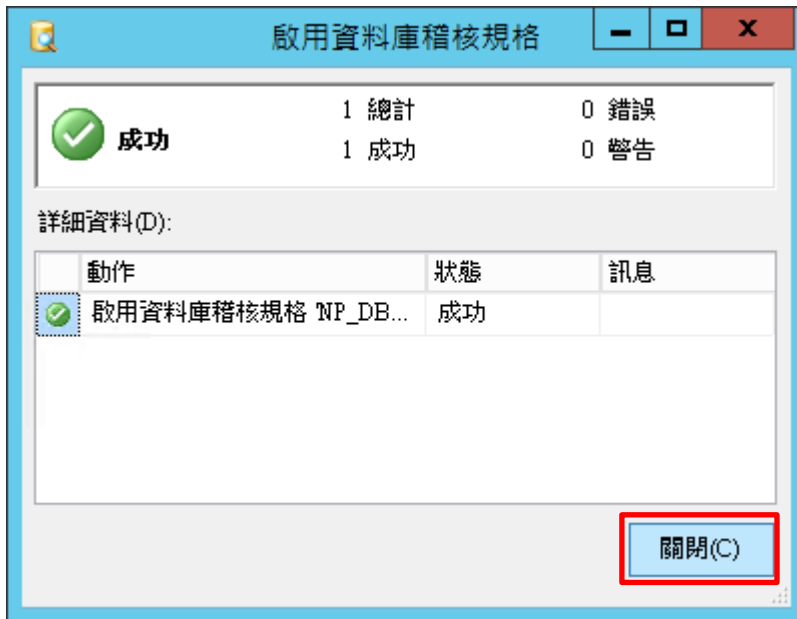 啟用資料庫稽核規格
成功
1 總計 0 錯誤
1 成功 0 警告
詳細資料(D):
動作 狀態 訊息
啟用資料庫稽核規格 'NP_DB... 成功
關閉(C)